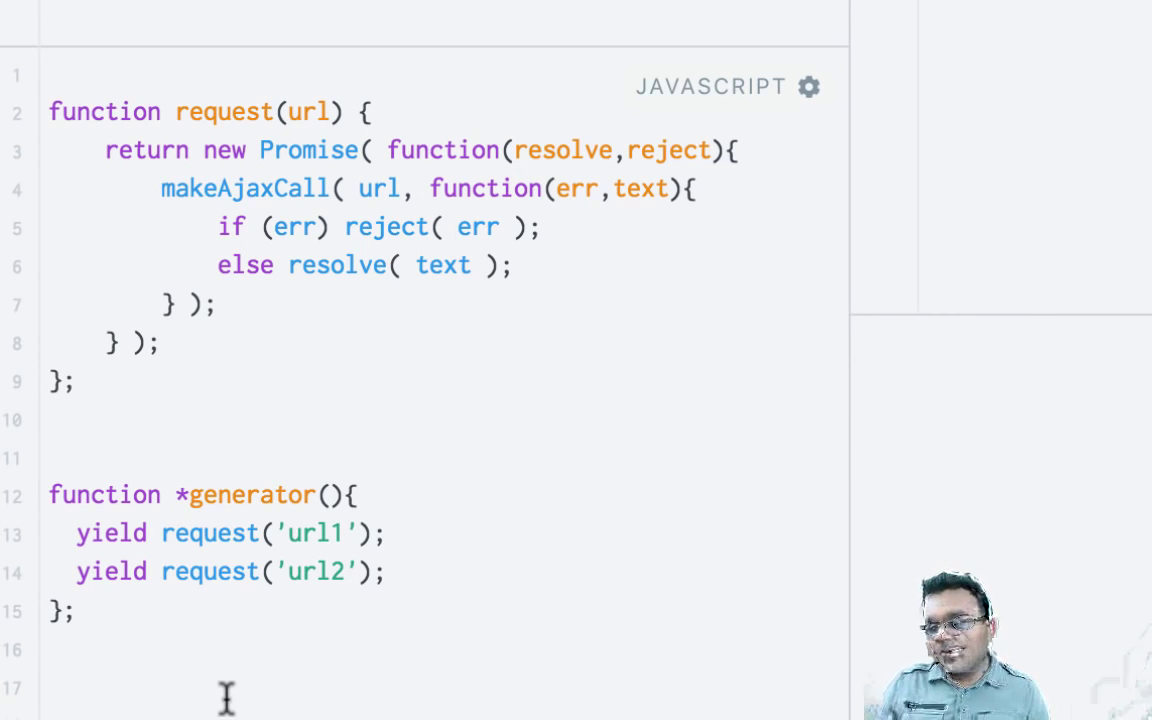 JAVASCRIPT
1
2 function request(url) {
3 return new Promise( function(resolve,reject){
4 makeAjaxCall( url, function(err,text){
5 if (err) reject( err );
6 else resolve( text );
7 } );
8 } );
9 };
10
11
12 function *generator(){
13 yield request('url1');
14 yield request('url2');
15 };
16
17